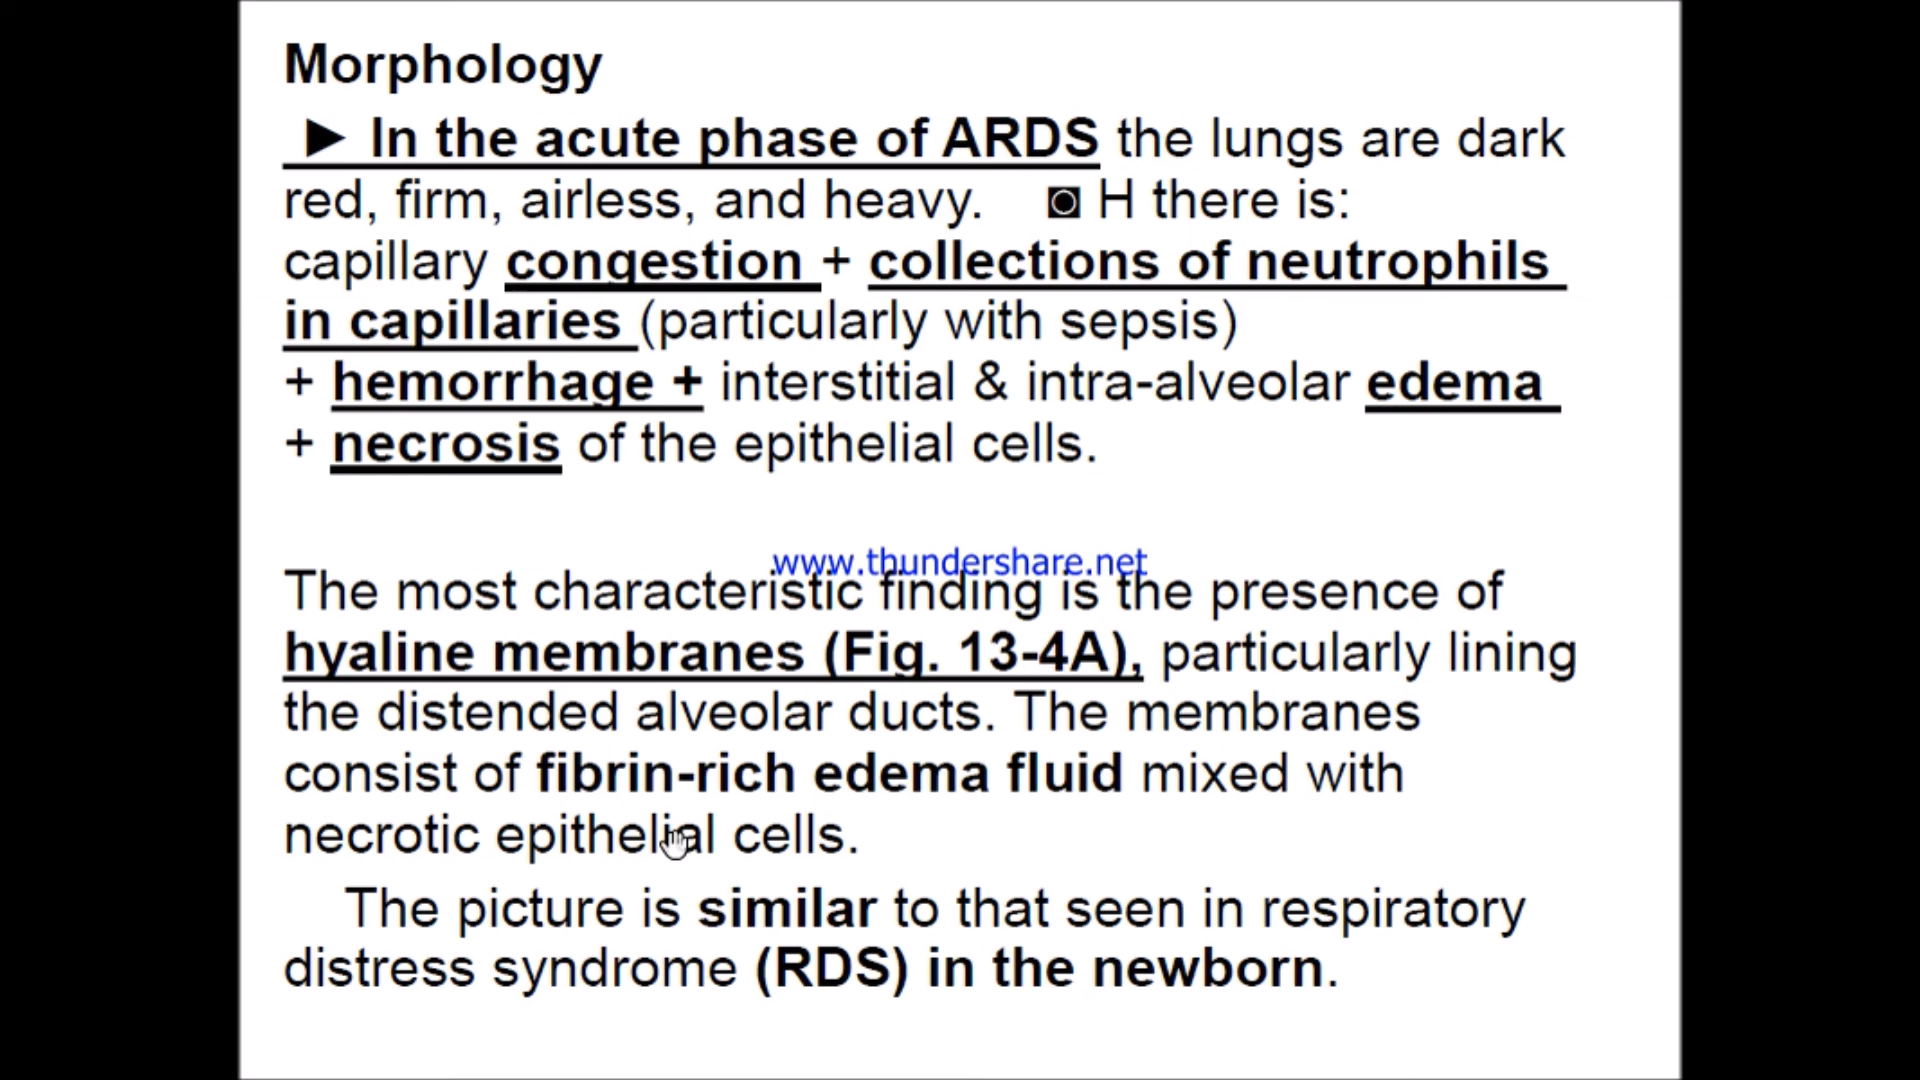 Morphology
► In the acute phase of ARDS the lungs are dark
red, firm, airless, and heavy. ◙ H there is:
capillary congestion + collections of neutrophils
in capillaries (particularly with sepsis)
+ hemorrhage + interstitial & intra-alveolar edema
+ necrosis of the epithelial cells.
www.thundershare.net
The most characteristic finding is the presence of
hyaline membranes (Fig. 13-4A), particularly lining
the distended alveolar ducts. The membranes
consist of fibrin-rich edema fluid mixed with
necrotic epithelial cells.
The picture is similar to that seen in respiratory
distress syndrome (RDS) in the newborn.